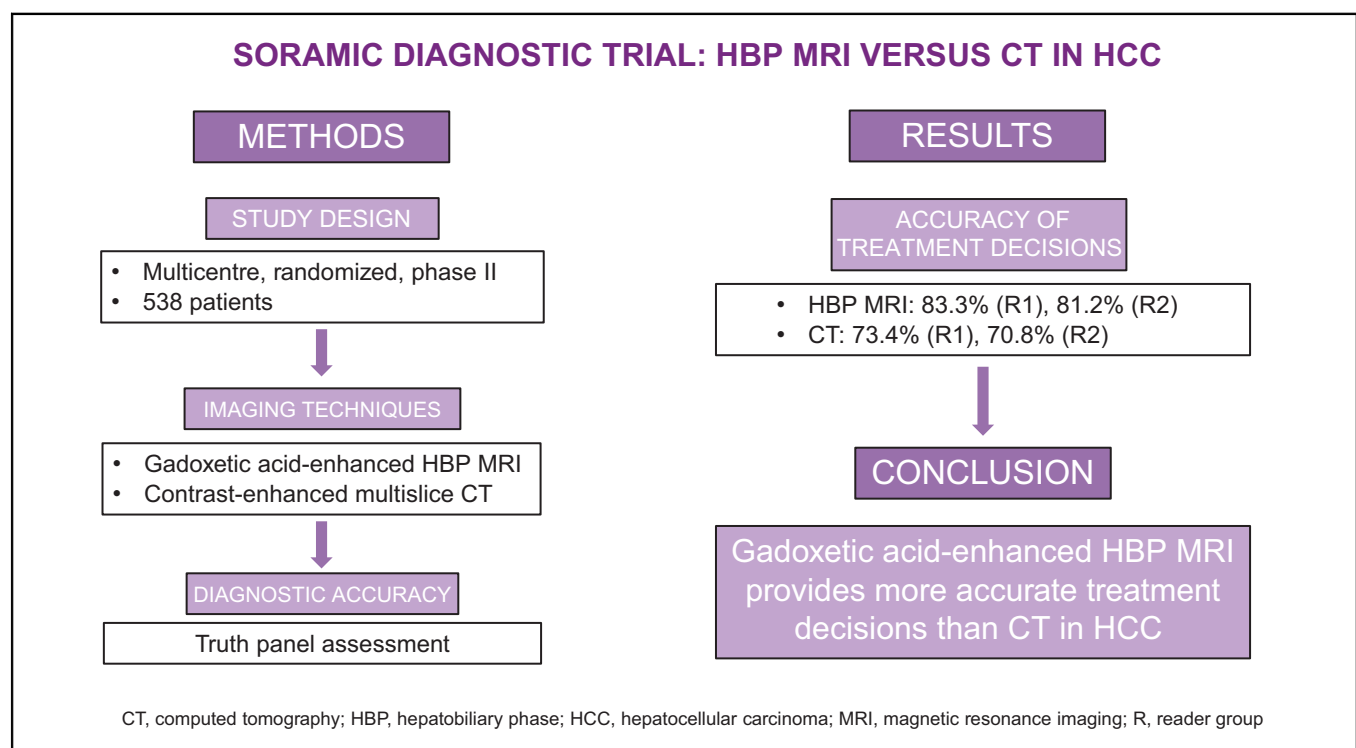 SORAMIC DIAGNOSTIC TRIAL: HBP MRI VERSUS CT IN HCC
METHODS
STUDY DESIGN
• Multicentre, randomized, phase II
• 538 patients
IMAGING TECHNIQUES
• Gadoxetic acid-enhanced HBP MRI
• Contrast-enhanced multislice CT
DIAGNOSTIC ACCURACY
Truth panel assessment
RESULTS
ACCURACY OF
TREATMENT DECISIONS
• HBP MRI: 83.3% (R1), 81.2% (R2)
• CT: 73.4% (R1), 70.8% (R2)
CONCLUSION
Gadoxetic acid-enhanced HBP MRI
provides more accurate treatment
decisions than CT in HCC
CT, computed tomography; HBP, hepatobiliary phase; HCC, hepatocellular carcinoma; MRI, magnetic resonance imaging; R, reader group